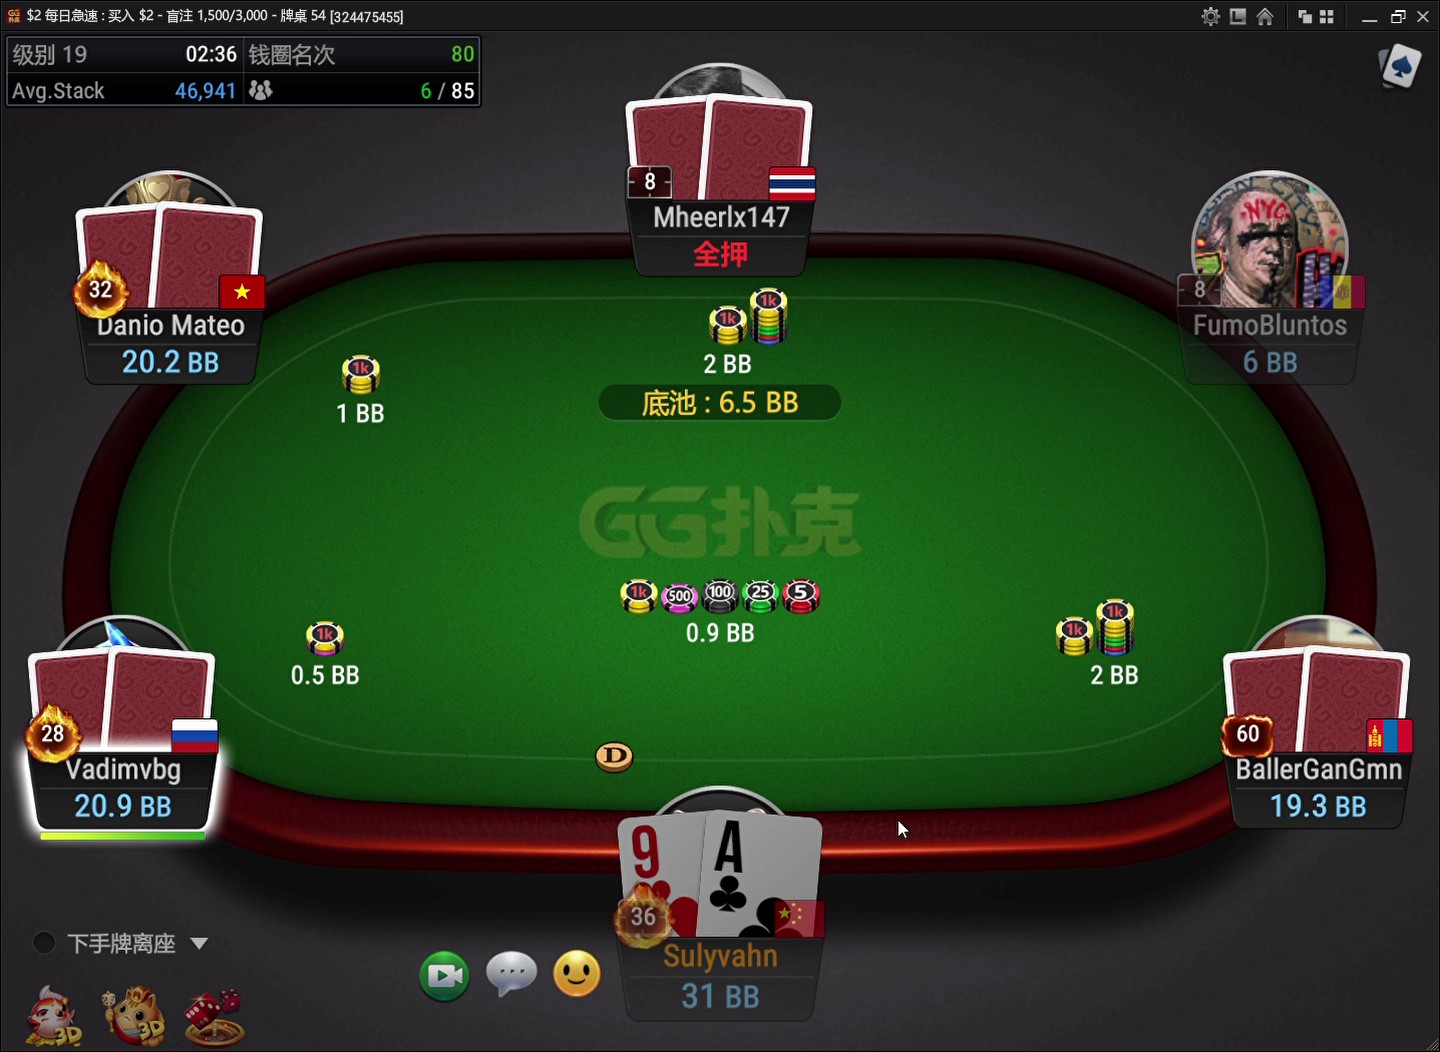 $2 每日急速 : 买入 $2 - 盲注 1,500/3,000 - 牌桌 54 [324475455]
级别 19 02:36 钱圈名次 80
Avg.Stack 46,941 6 / 85
8
Mheerlx147
全押
32
Danio Mateo
20.2 BB
NYC
8
FumoBluntos
6 BB
1k
1k
2 BB
1k
1 BB
底池 : 6.5 BB
GG扑克
1k 500 100 25 5
0.9 BB
1k
0.5 BB
1k
1k
2 BB
28
Vadimvbg
20.9 BB
60
BallerGanGmn
19.3 BB
D
9 A
36
Sulyvahn
31 BB
下手牌离座
3D
3D